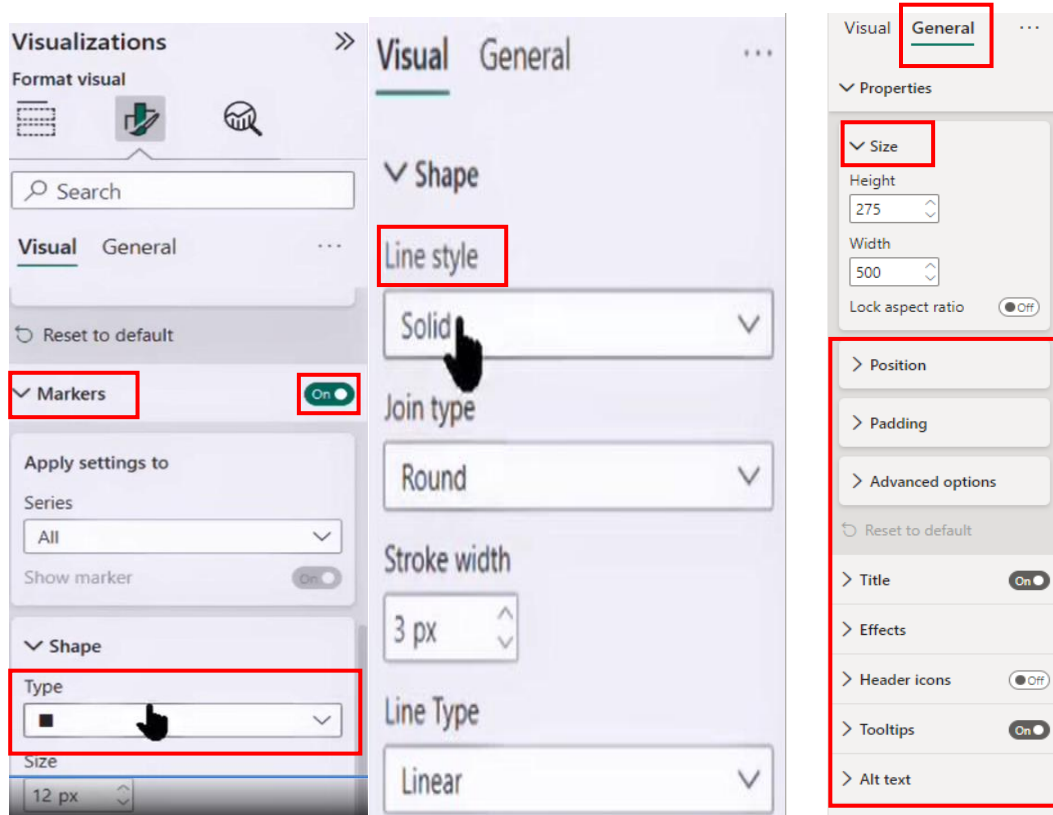 Visualizations
Format visual
Search
Visual General ...
Reset to default
Markers On
Apply settings to
Series
All
Show marker On
Shape
Type
Size
12 px
Visual General ...
Shape
Line style
Solid
Join type
Round
Stroke width
3 px
Line Type
Linear
Visual General ...
Properties
Size
Height
275
Width
500
Lock aspect ratio Off
Position
Padding
Advanced options
Reset to default
Title On
Effects
Header icons Off
Tooltips On
Alt text